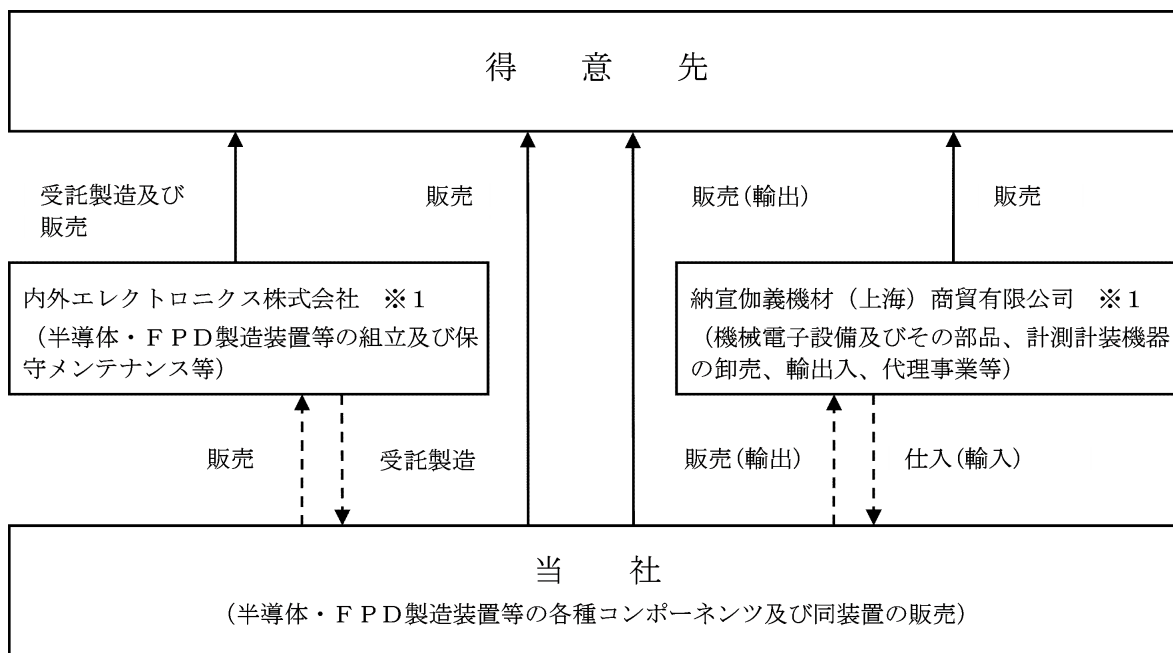 得　意　先
受託製造及び
販売
販売
販売(輸出)
販売
内外エレクトロニクス株式会社　※１
（半導体・ＦＰＤ製造装置等の組立及び保
守メンテナンス等）
納宣伽義機材（上海）商貿有限公司　※１
（機械電子設備及びその部品、計測計装機器
の卸売、輸出入、代理事業等）
販売
受託製造
販売(輸出)
仕入(輸入)
当　社
（半導体・ＦＰＤ製造装置等の各種コンポーネンツ及び同装置の販売）